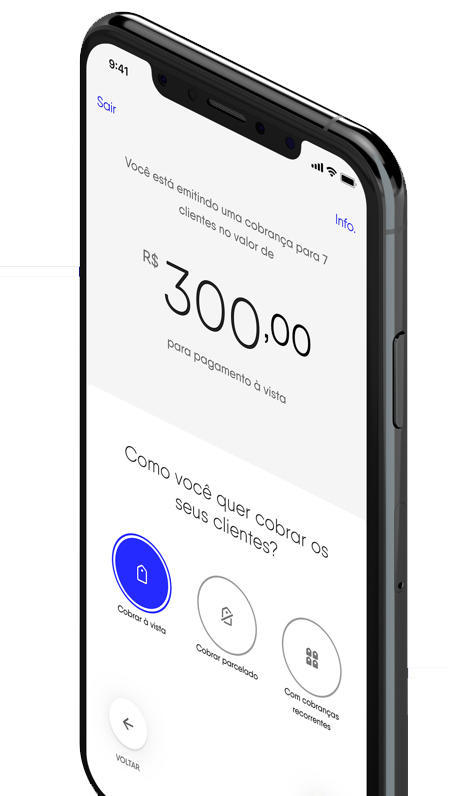 9:41
Sair
Info.
Você está emitindo uma cobrança para 7
clientes no valor de
R$ 300,00
para pagamento à vista
Como você quer cobrar os
seus clientes?
Cobrar à vista
Cobrar parcelado
Com cobranças
recorrentes
VOLTAR